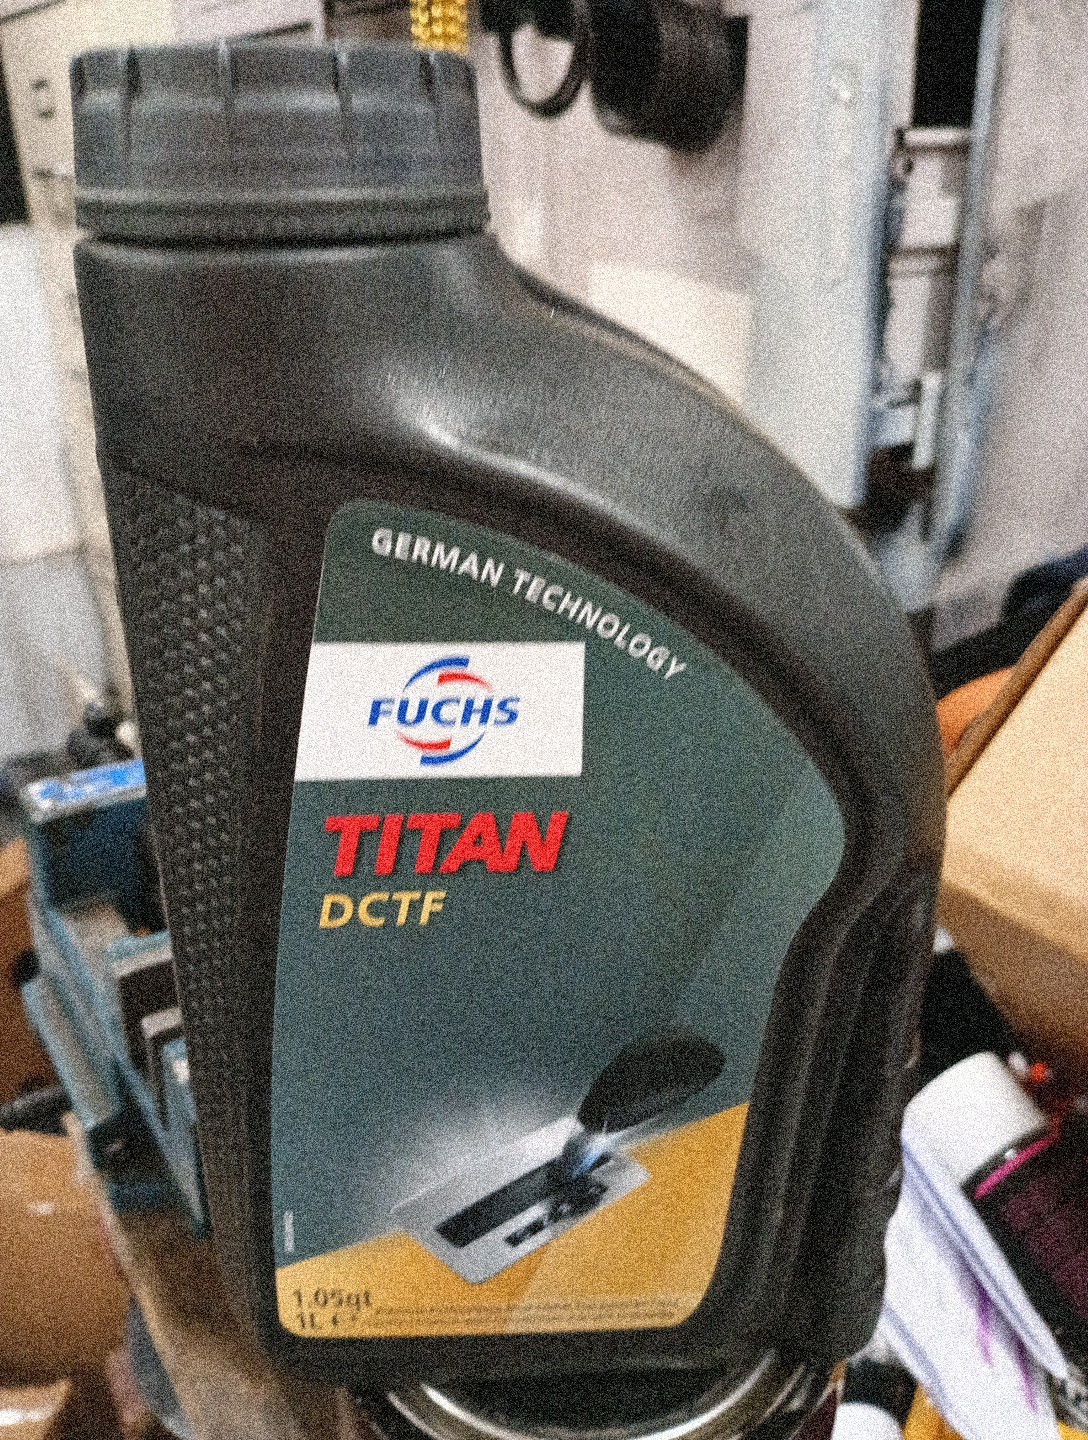 GERMAN TECHNOLOGY
FUCHS
TITAN
DCTF
1.05qt
1L